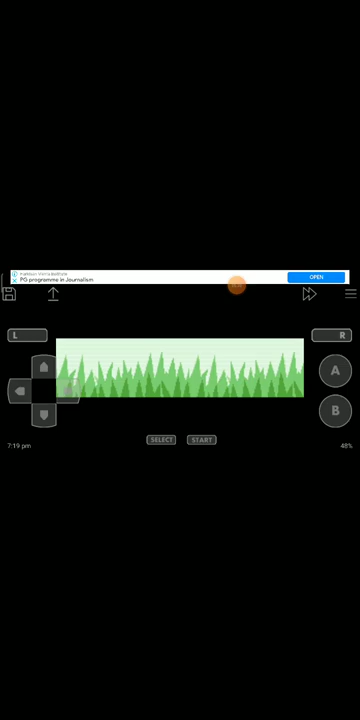 PG programme in Journalism
OPEN
L
R
A
B
SELECT
START
7:19 pm
48%